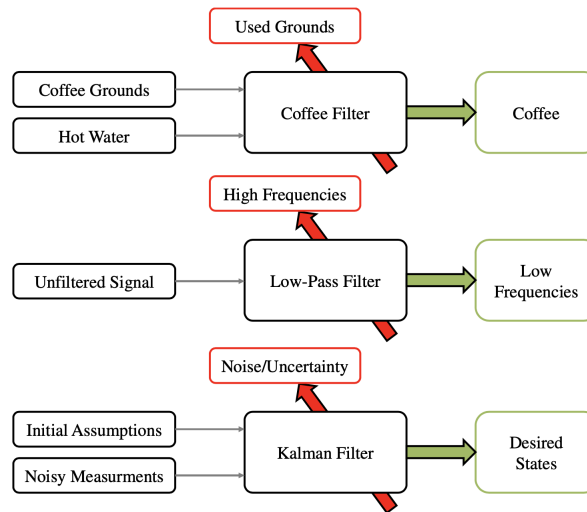 Used Grounds
Coffee Grounds
Hot Water
Coffee Filter
Coffee
High Frequencies
Unfiltered Signal
Low-Pass Filter
Low
Frequencies
Noise/Uncertainty
Initial Assumptions
Noisy Measurments
Kalman Filter
Desired
States